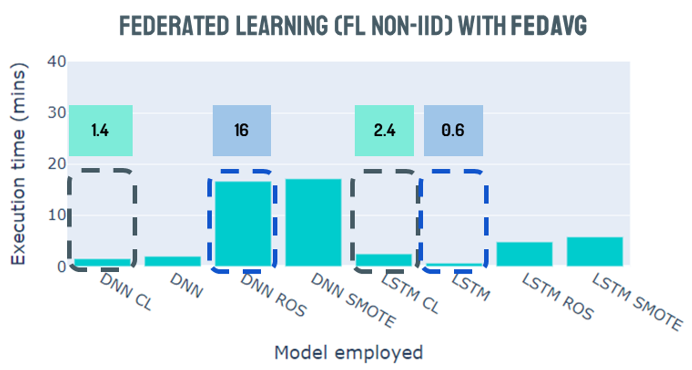 FEDERATED LEARNING (FL NON-IID) WITH FEDAVG
Execution time (mins)
40
30
20
10
0
1.4
16
2.4
0.6
DNN CL
DNN
DNN ROS
DNN SMOTE
LSTM CL
LSTM
LSTM ROS
LSTM SMOTE
Model employed